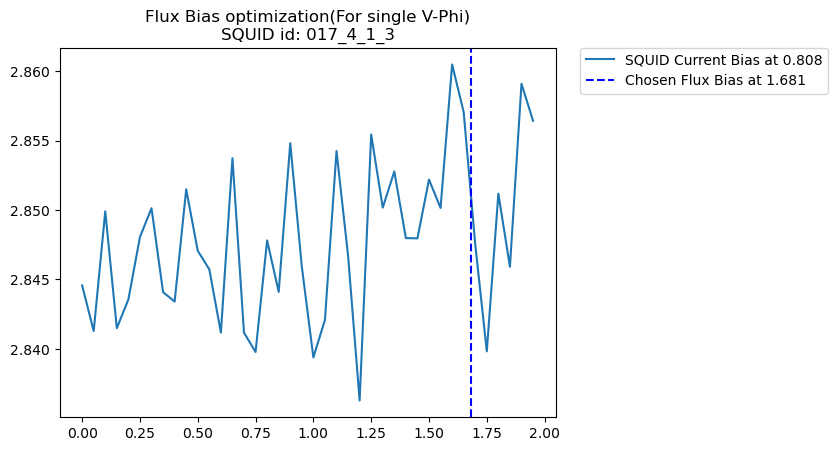 Flux Bias optimization(For single V-Phi)
SQUID id: 017_4_1_3
SQUID Current Bias at 0.808
Chosen Flux Bias at 1.681
2.860
2.855
2.850
2.845
2.840
0.00 0.25 0.50 0.75 1.00 1.25 1.50 1.75 2.00